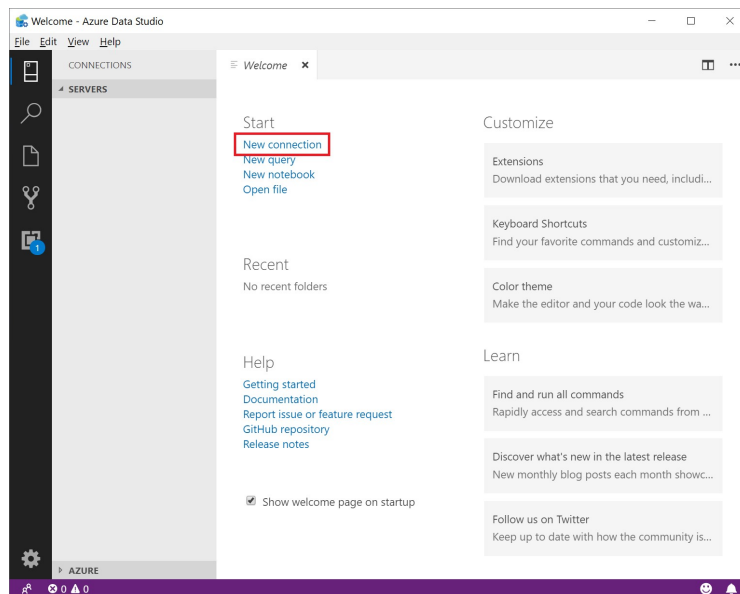 Welcome - Azure Data Studio
File Edit View Help
CONNECTIONS
Welcome
SERVERS
Start
New connection
New query
New notebook
Open file
Recent
No recent folders
Help
Getting started
Documentation
Report issue or feature request
GitHub repository
Release notes
Show welcome page on startup
Customize
Extensions
Download extensions that you need, includi...
Keyboard Shortcuts
Find your favorite commands and customiz...
Color theme
Make the editor and your code look the wa...
Learn
Find and run all commands
Rapidly access and search commands from ...
Discover what's new in the latest release
New monthly blog posts each month showc...
Follow us on Twitter
Keep up to date with how the community is...
1
AZURE
0 0